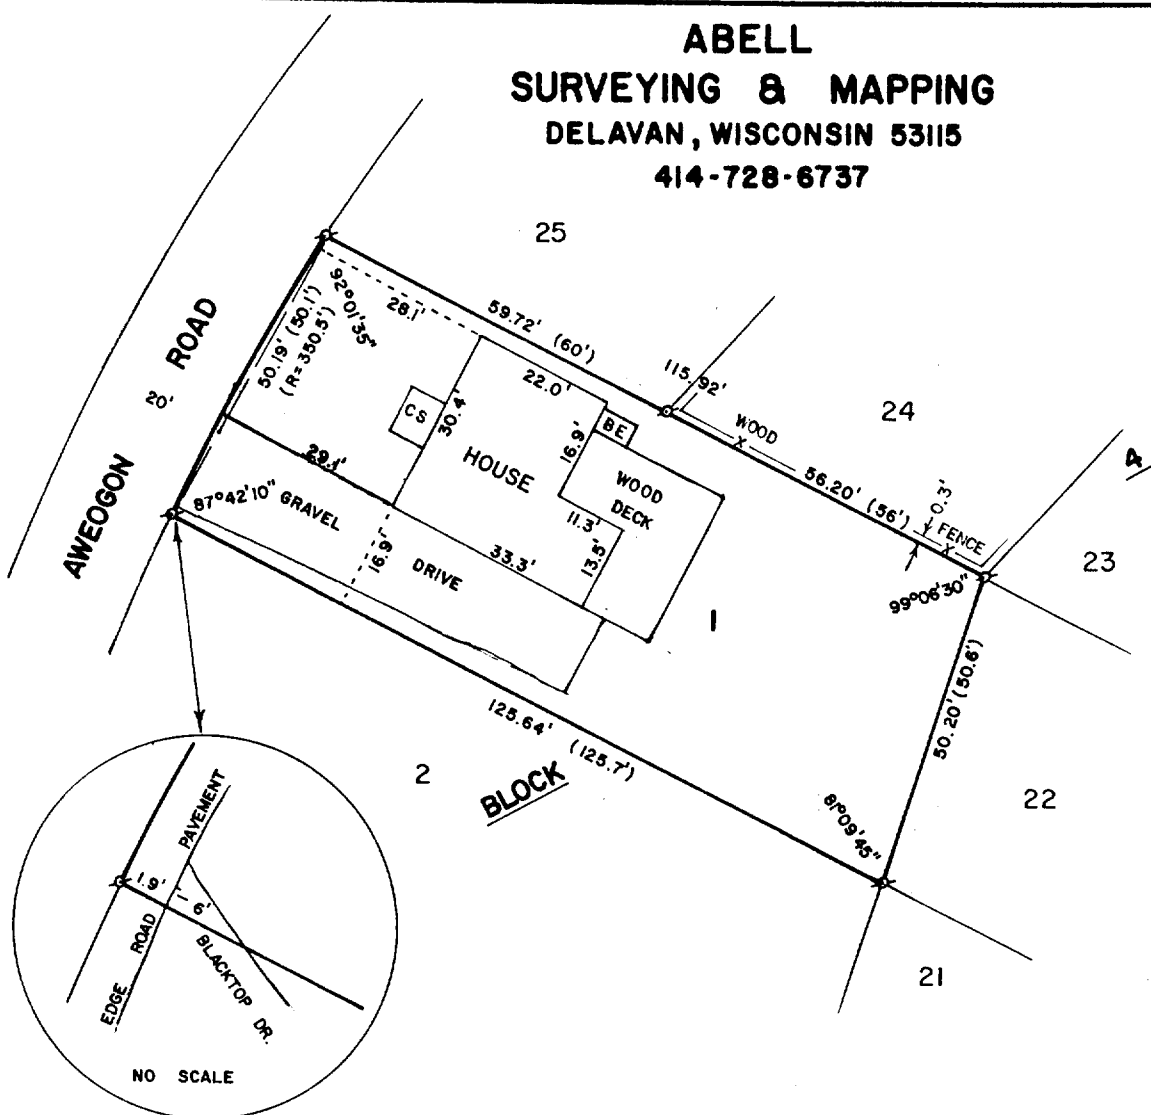 ABELL
SURVEYING & MAPPING
DELAVAN, WISCONSIN 53115
414-728-6737
25
92°01'35"
28.1'
59.72' (60')
50.19' (50.1')
(R=350.5')
AWEOGON ROAD
20'
115.92'
22.0'
24
WOOD
CS
30.4'
BE
16.9'
4
HOUSE
WOOD
DECK
56.20' (56')
0.3'
FENCE
23
87°42'10"
GRAVEL
DRIVE
16.9'
11.3'
13.5'
33.3'
99°06'30"
1
50.20' (50.6')
125.64' (125.7')
2
BLOCK
22
81°09'45"
21
PAVEMENT
1.9'
1.6'
EDGE ROAD
BLACKTOP DR.
NO SCALE